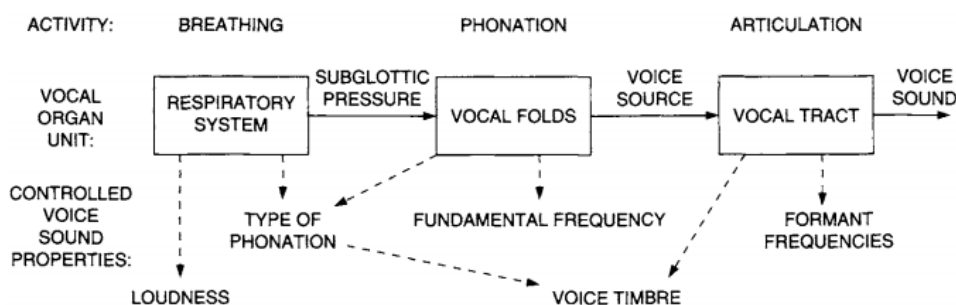 ACTIVITY: BREATHING PHONATION ARTICULATION
VOCAL
ORGAN
UNIT:
RESPIRATORY
SYSTEM
SUBGLOTTIC
PRESSURE
VOCAL FOLDS
VOICE
SOURCE
VOCAL TRACT
VOICE
SOUND
CONTROLLED
VOICE
SOUND
PROPERTIES:
TYPE OF
PHONATION
FUNDAMENTAL FREQUENCY
FORMANT
FREQUENCIES
LOUDNESS
VOICE TIMBRE